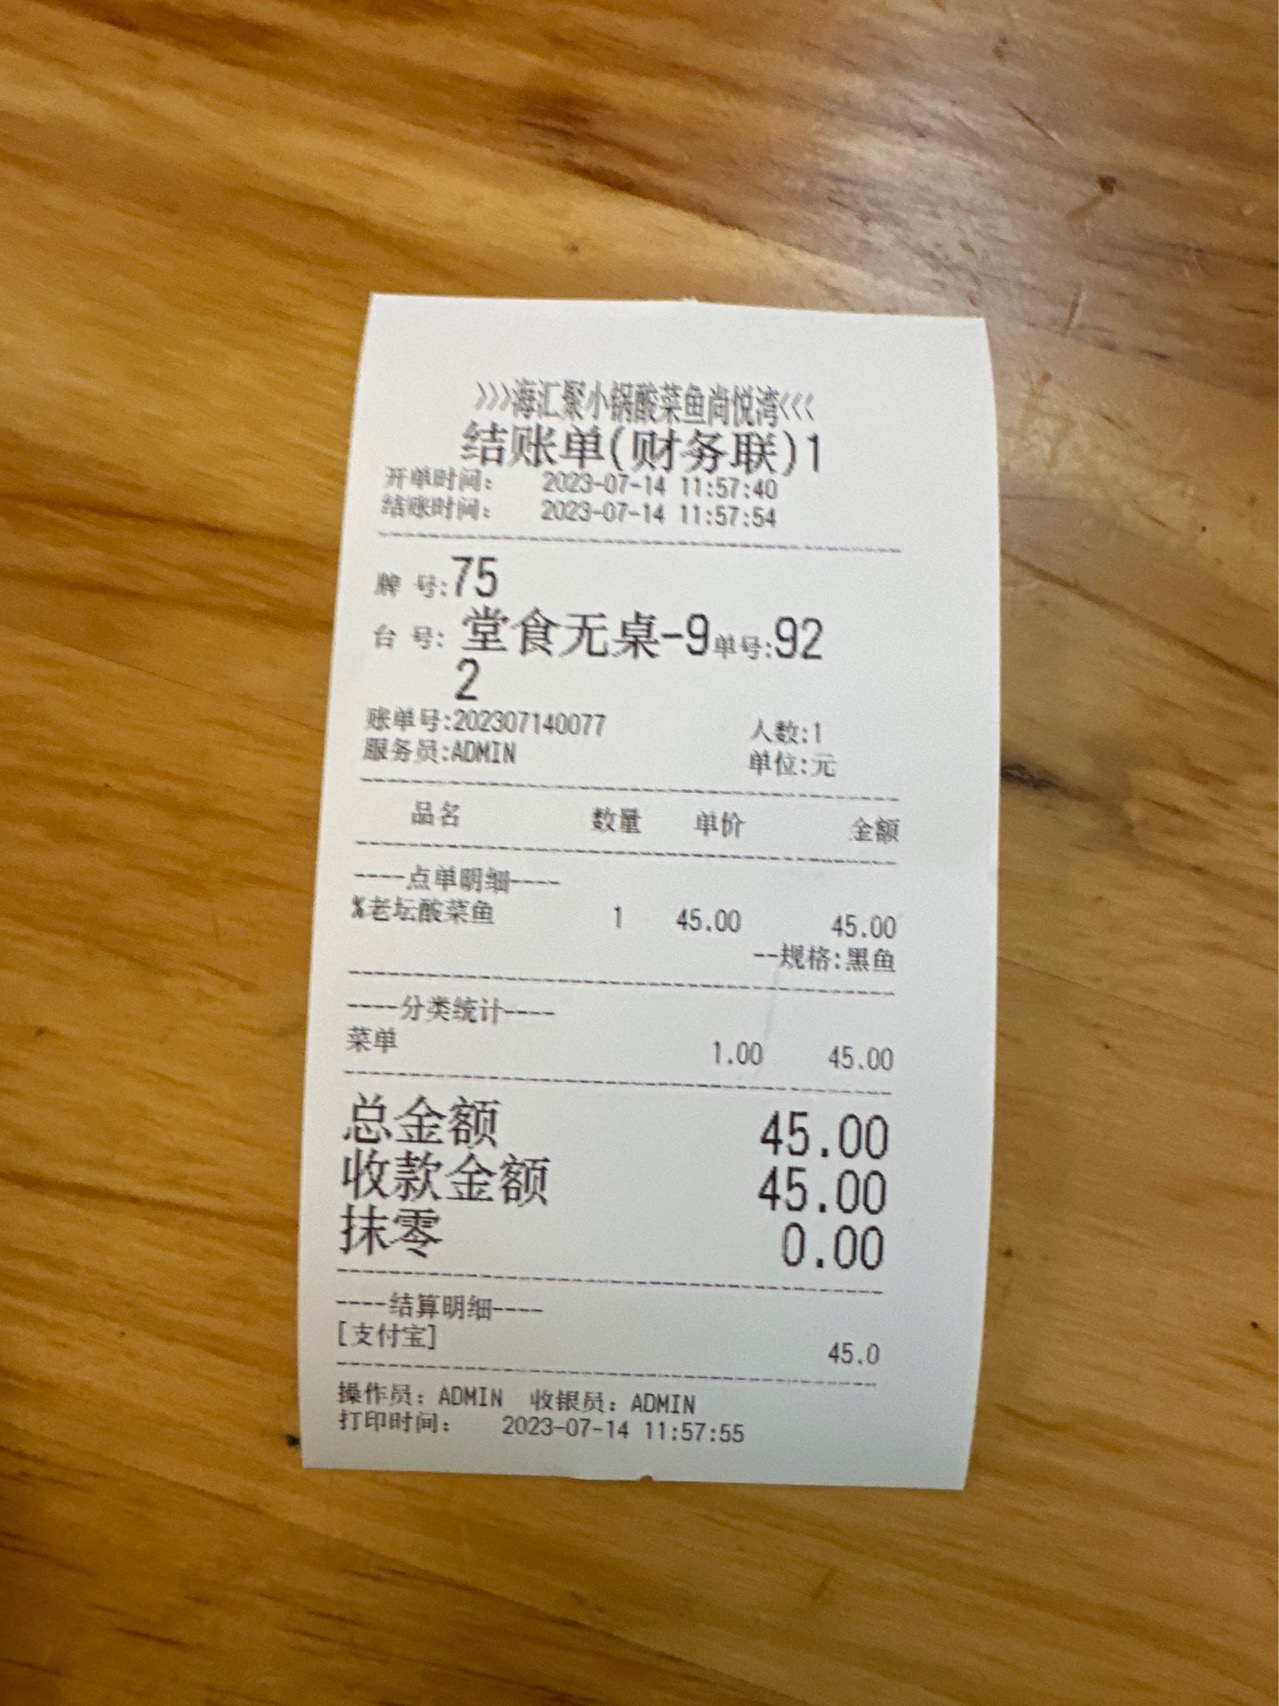 >>>海汇聚小锅酸菜鱼尚悦湾<<<
结账单(财务联)1
开单时间: 2023-07-14 11:57:40
结账时间: 2023-07-14 11:57:54
牌 号:75
台 号: 堂食无桌-9单号:92
2
账单号:202307140077 人数:1
服务员:ADMIN 单位:元
品名 数量 单价 金额
----点单明细----
%老坛酸菜鱼 1 45.00 45.00
--规格:黑鱼
----分类统计----
菜单 1.00 45.00
总金额 45.00
收款金额 45.00
抹零 0.00
----结算明细----
[支付宝] 45.0
操作员: ADMIN 收银员: ADMIN
打印时间: 2023-07-14 11:57:55